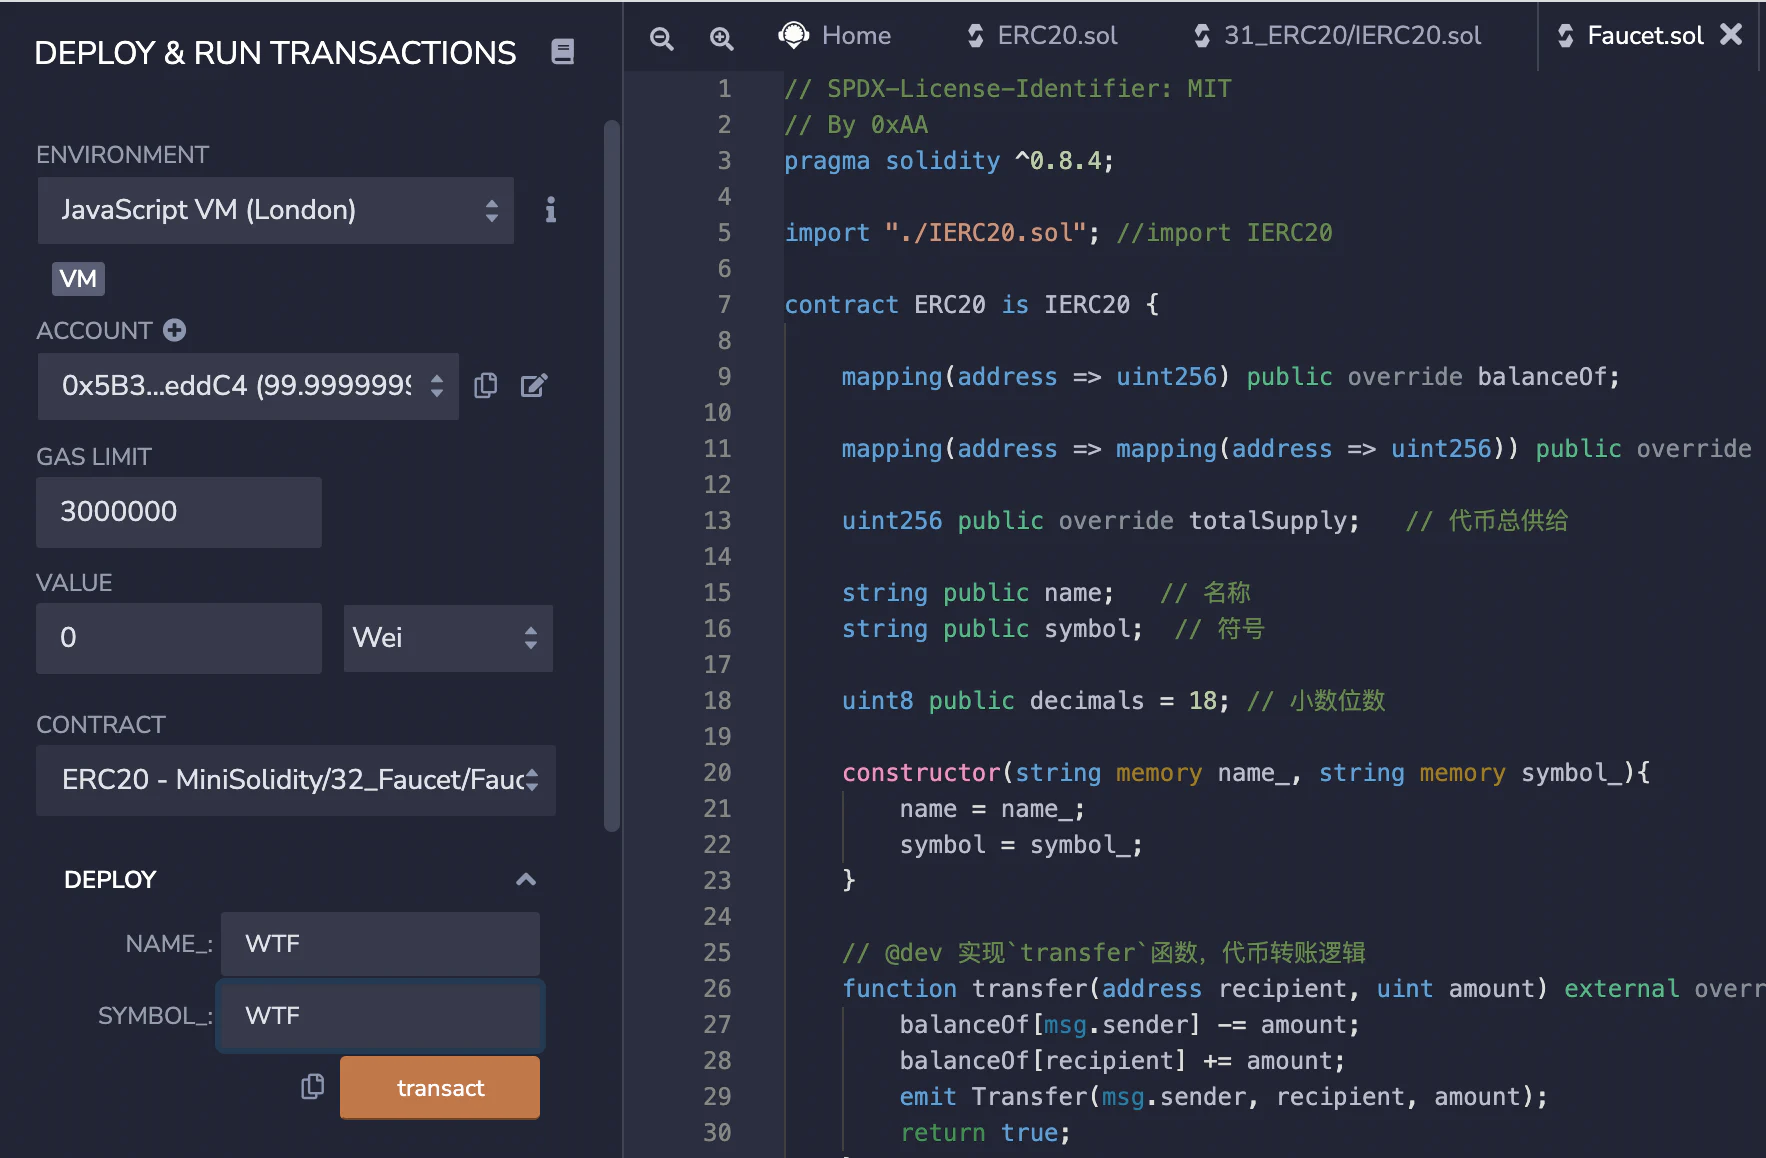 DEPLOY & RUN TRANSACTIONS
ENVIRONMENT
JavaScript VM (London)
VM
ACCOUNT
0x5B3...eddC4 (99.9999999
GAS LIMIT
3000000
VALUE
0
Wei
CONTRACT
ERC20 - MiniSolidity/32_Faucet/Fauc
DEPLOY
NAME_:
WTF
SYMBOL_:
WTF
transact
Home
ERC20.sol
31_ERC20/IERC20.sol
Faucet.sol
1 // SPDX-License-Identifier: MIT
2 // By 0xAA
3 pragma solidity ^0.8.4;
4
5 import "./IERC20.sol"; //import IERC20
6
7 contract ERC20 is IERC20 {
8
9 mapping(address => uint256) public override balanceOf;
10
11 mapping(address => mapping(address => uint256)) public override
12
13 uint256 public override totalSupply; // 代币总供给
14
15 string public name; // 名称
16 string public symbol; // 符号
17
18 uint8 public decimals = 18; // 小数位数
19
20 constructor(string memory name_, string memory symbol_){
21 name = name_;
22 symbol = symbol_;
23 }
24
25 // @dev 实现`transfer`函数，代币转账逻辑
26 function transfer(address recipient, uint amount) external overr
27 balanceOf[msg.sender] -= amount;
28 balanceOf[recipient] += amount;
29 emit Transfer(msg.sender, recipient, amount);
30 return true;